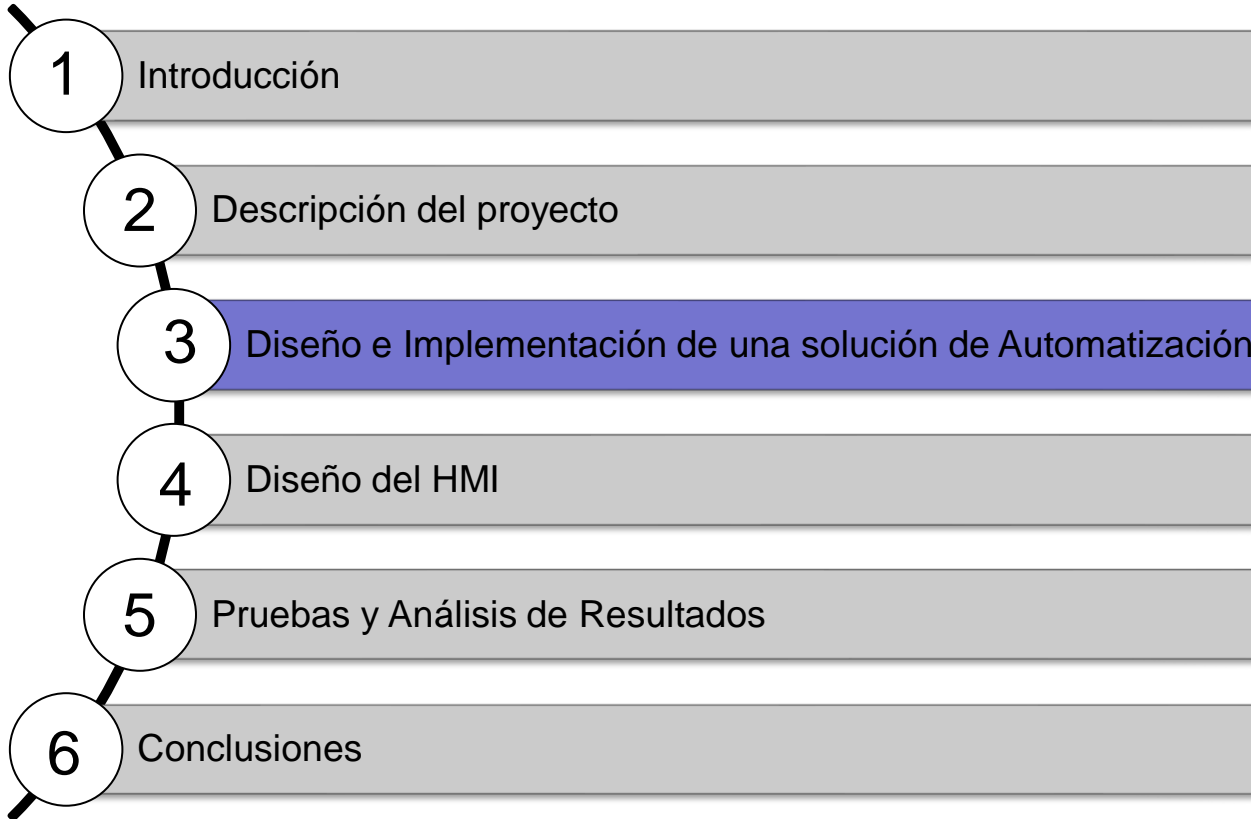 1 Introducción
2 Descripción del proyecto
3 Diseño e Implementación de una solución de Automatización
4 Diseño del HMI
5 Pruebas y Análisis de Resultados
6 Conclusiones